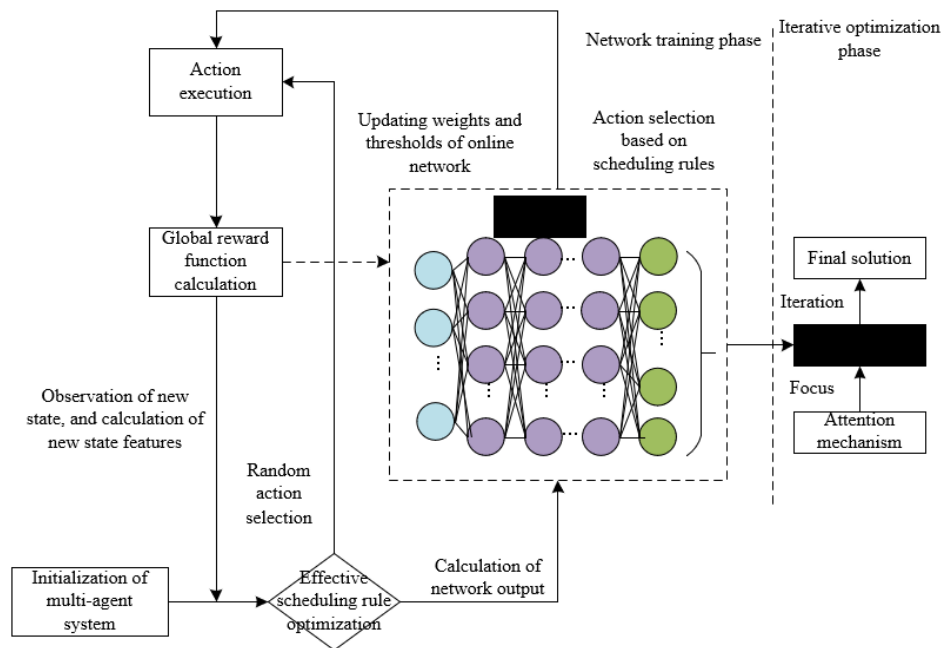 Network training phase
Iterative optimization
phase
Action
execution
Updating weights and
thresholds of online
network
Action selection
based on
scheduling rules
Global reward
function
calculation
Final solution
Iteration
Focus
Attention
mechanism
Observation of new
state, and calculation of
new state features
Random
action
selection
Initialization of
multi-agent
system
Effective
scheduling rule
optimization
Calculation of
network output